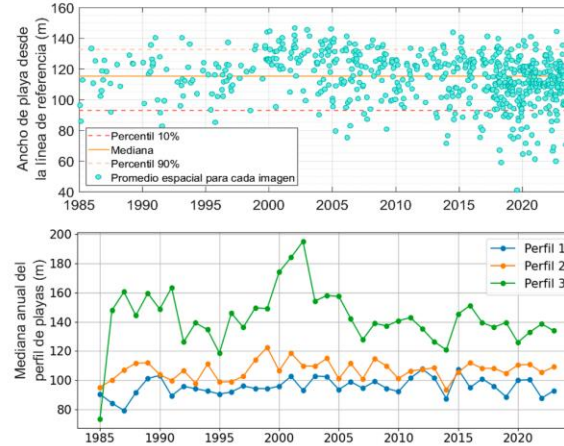 160
140
120
100
80
60
40
Ancho de playa desde
la línea de referencia (m)
Percentil 10%
Mediana
Percentil 90%
Promedio espacial para cada imagen
1985 1990 1995 2000 2005 2010 2015 2020
200
180
160
140
120
100
80
Mediana anual del
perfil de playas (m)
Perfil 1
Perfil 2
Perfil 3
1985 1990 1995 2000 2005 2010 2015 2020